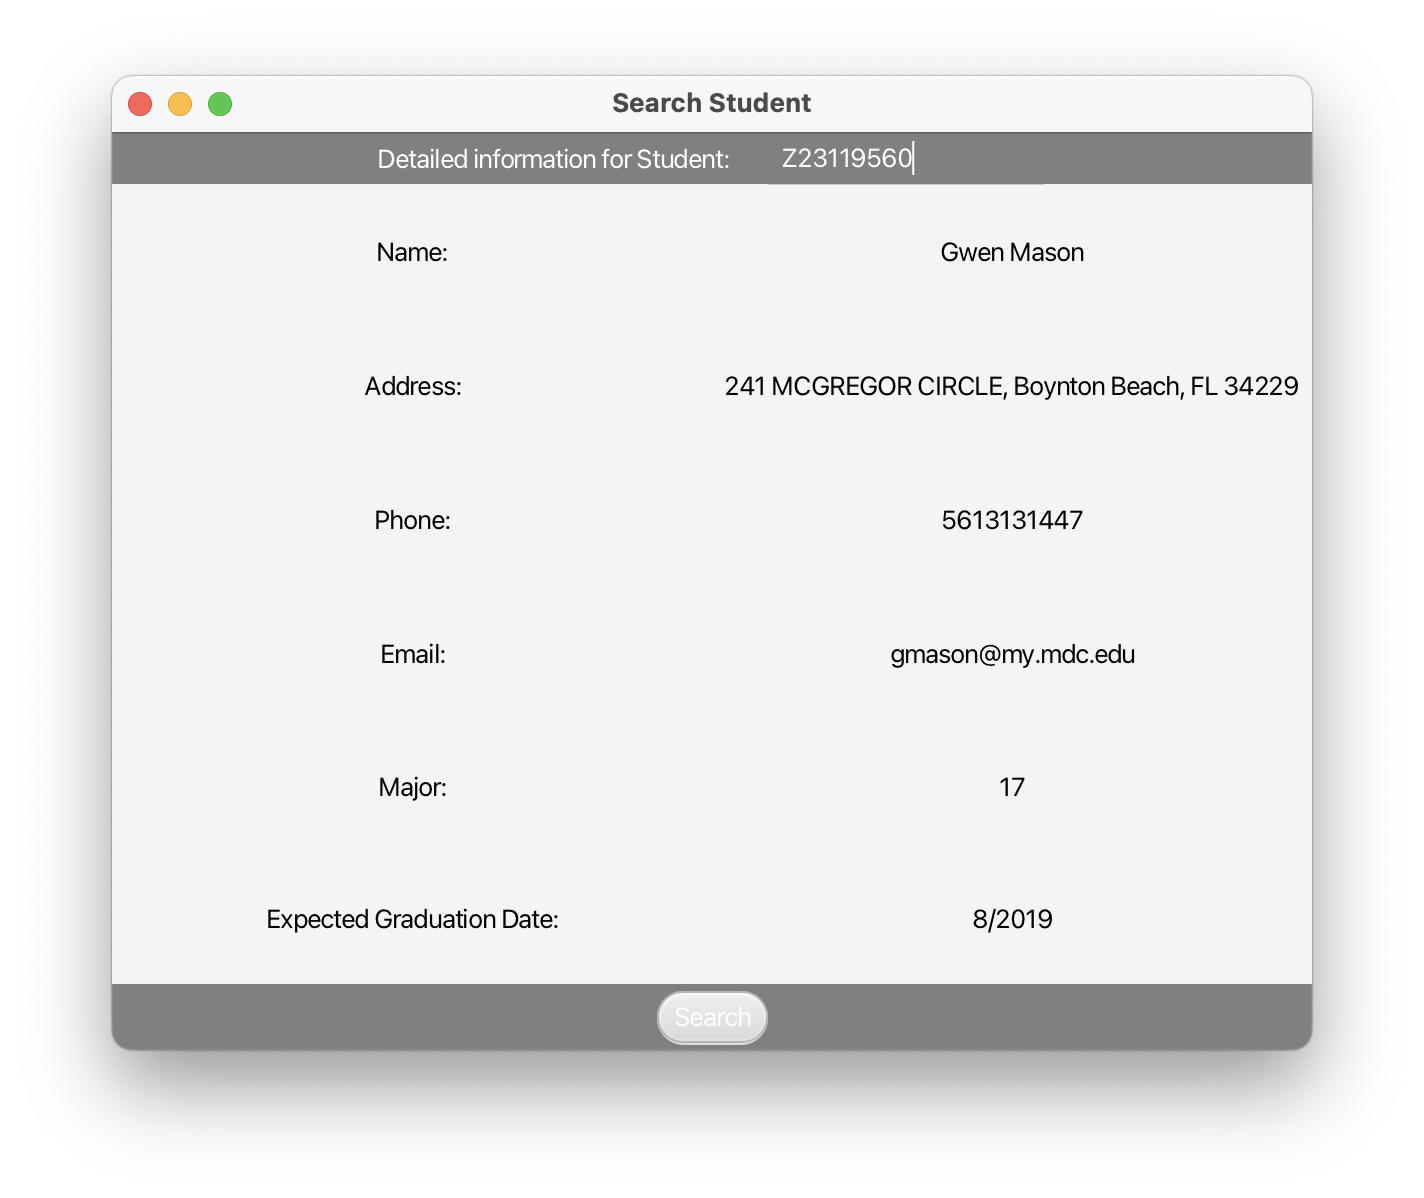 Search Student
Detailed information for Student: Z23119560
Name: Gwen Mason
Address: 241 MCGREGOR CIRCLE, Boynton Beach, FL 34229
Phone: 5613131447
Email: gmason@my.mdc.edu
Major: 17
Expected Graduation Date: 8/2019
Search